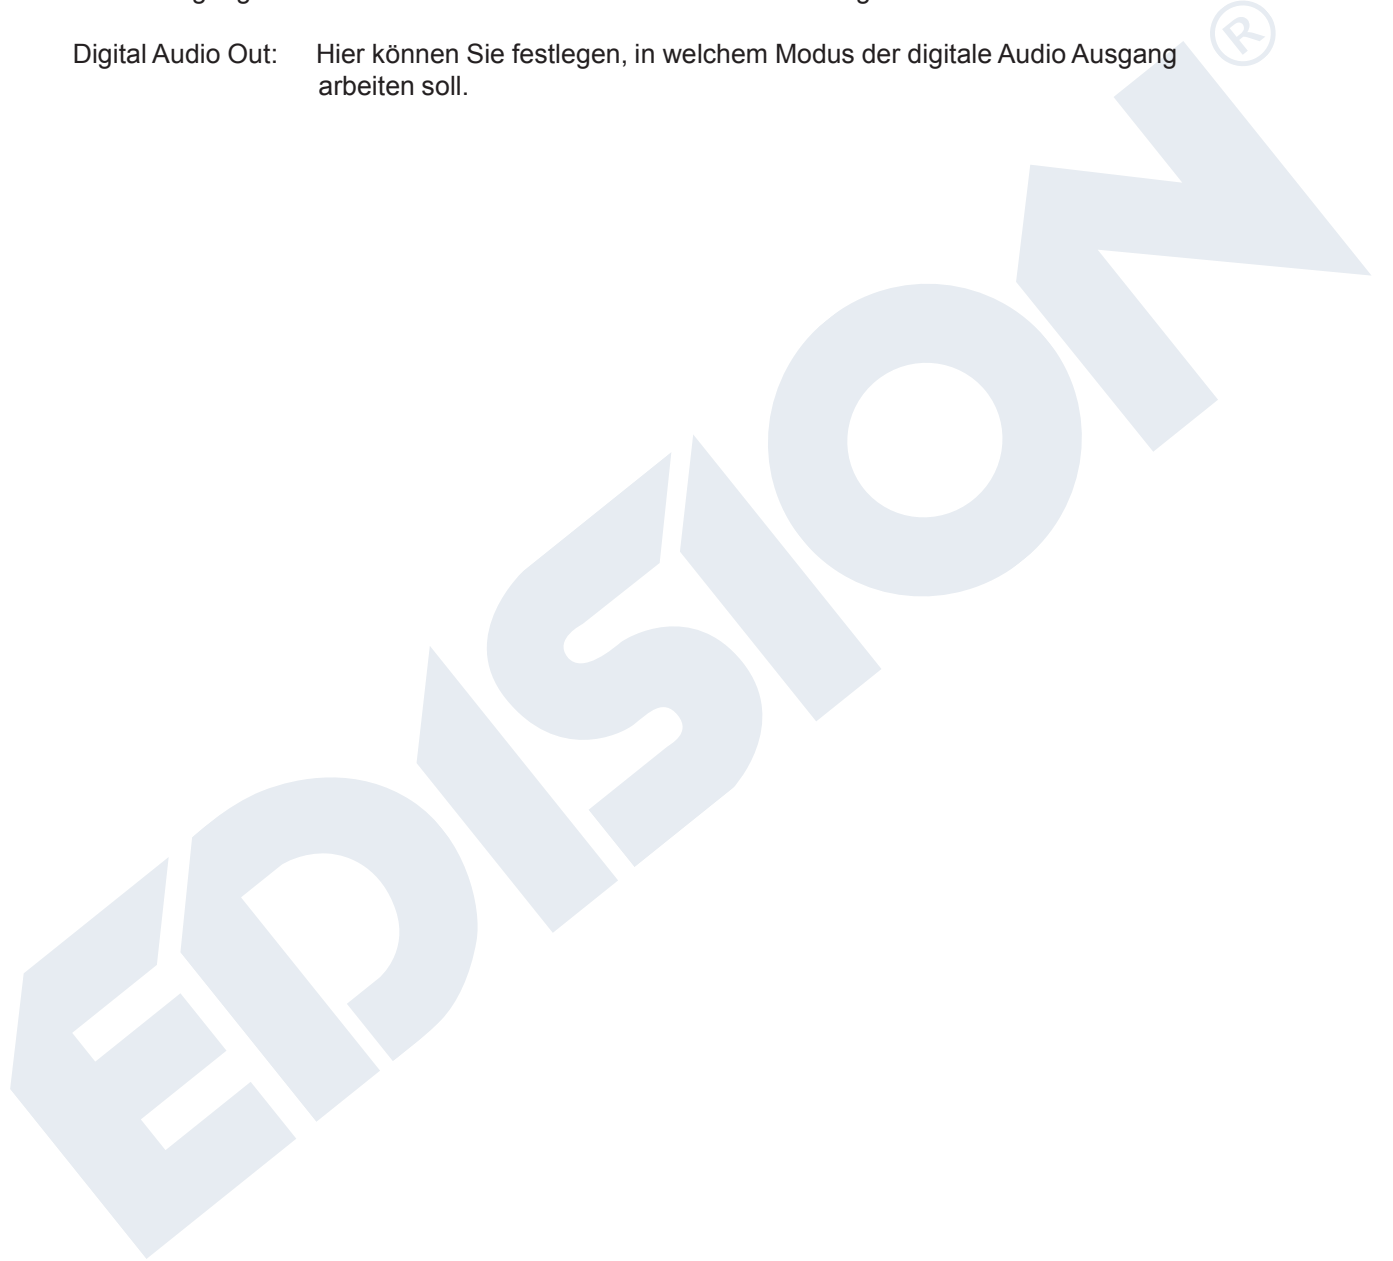 Digital Audio Out: Hier können Sie festlegen, in welchem Modus der digitale Audio Ausgang
arbeiten soll.
EDISION®